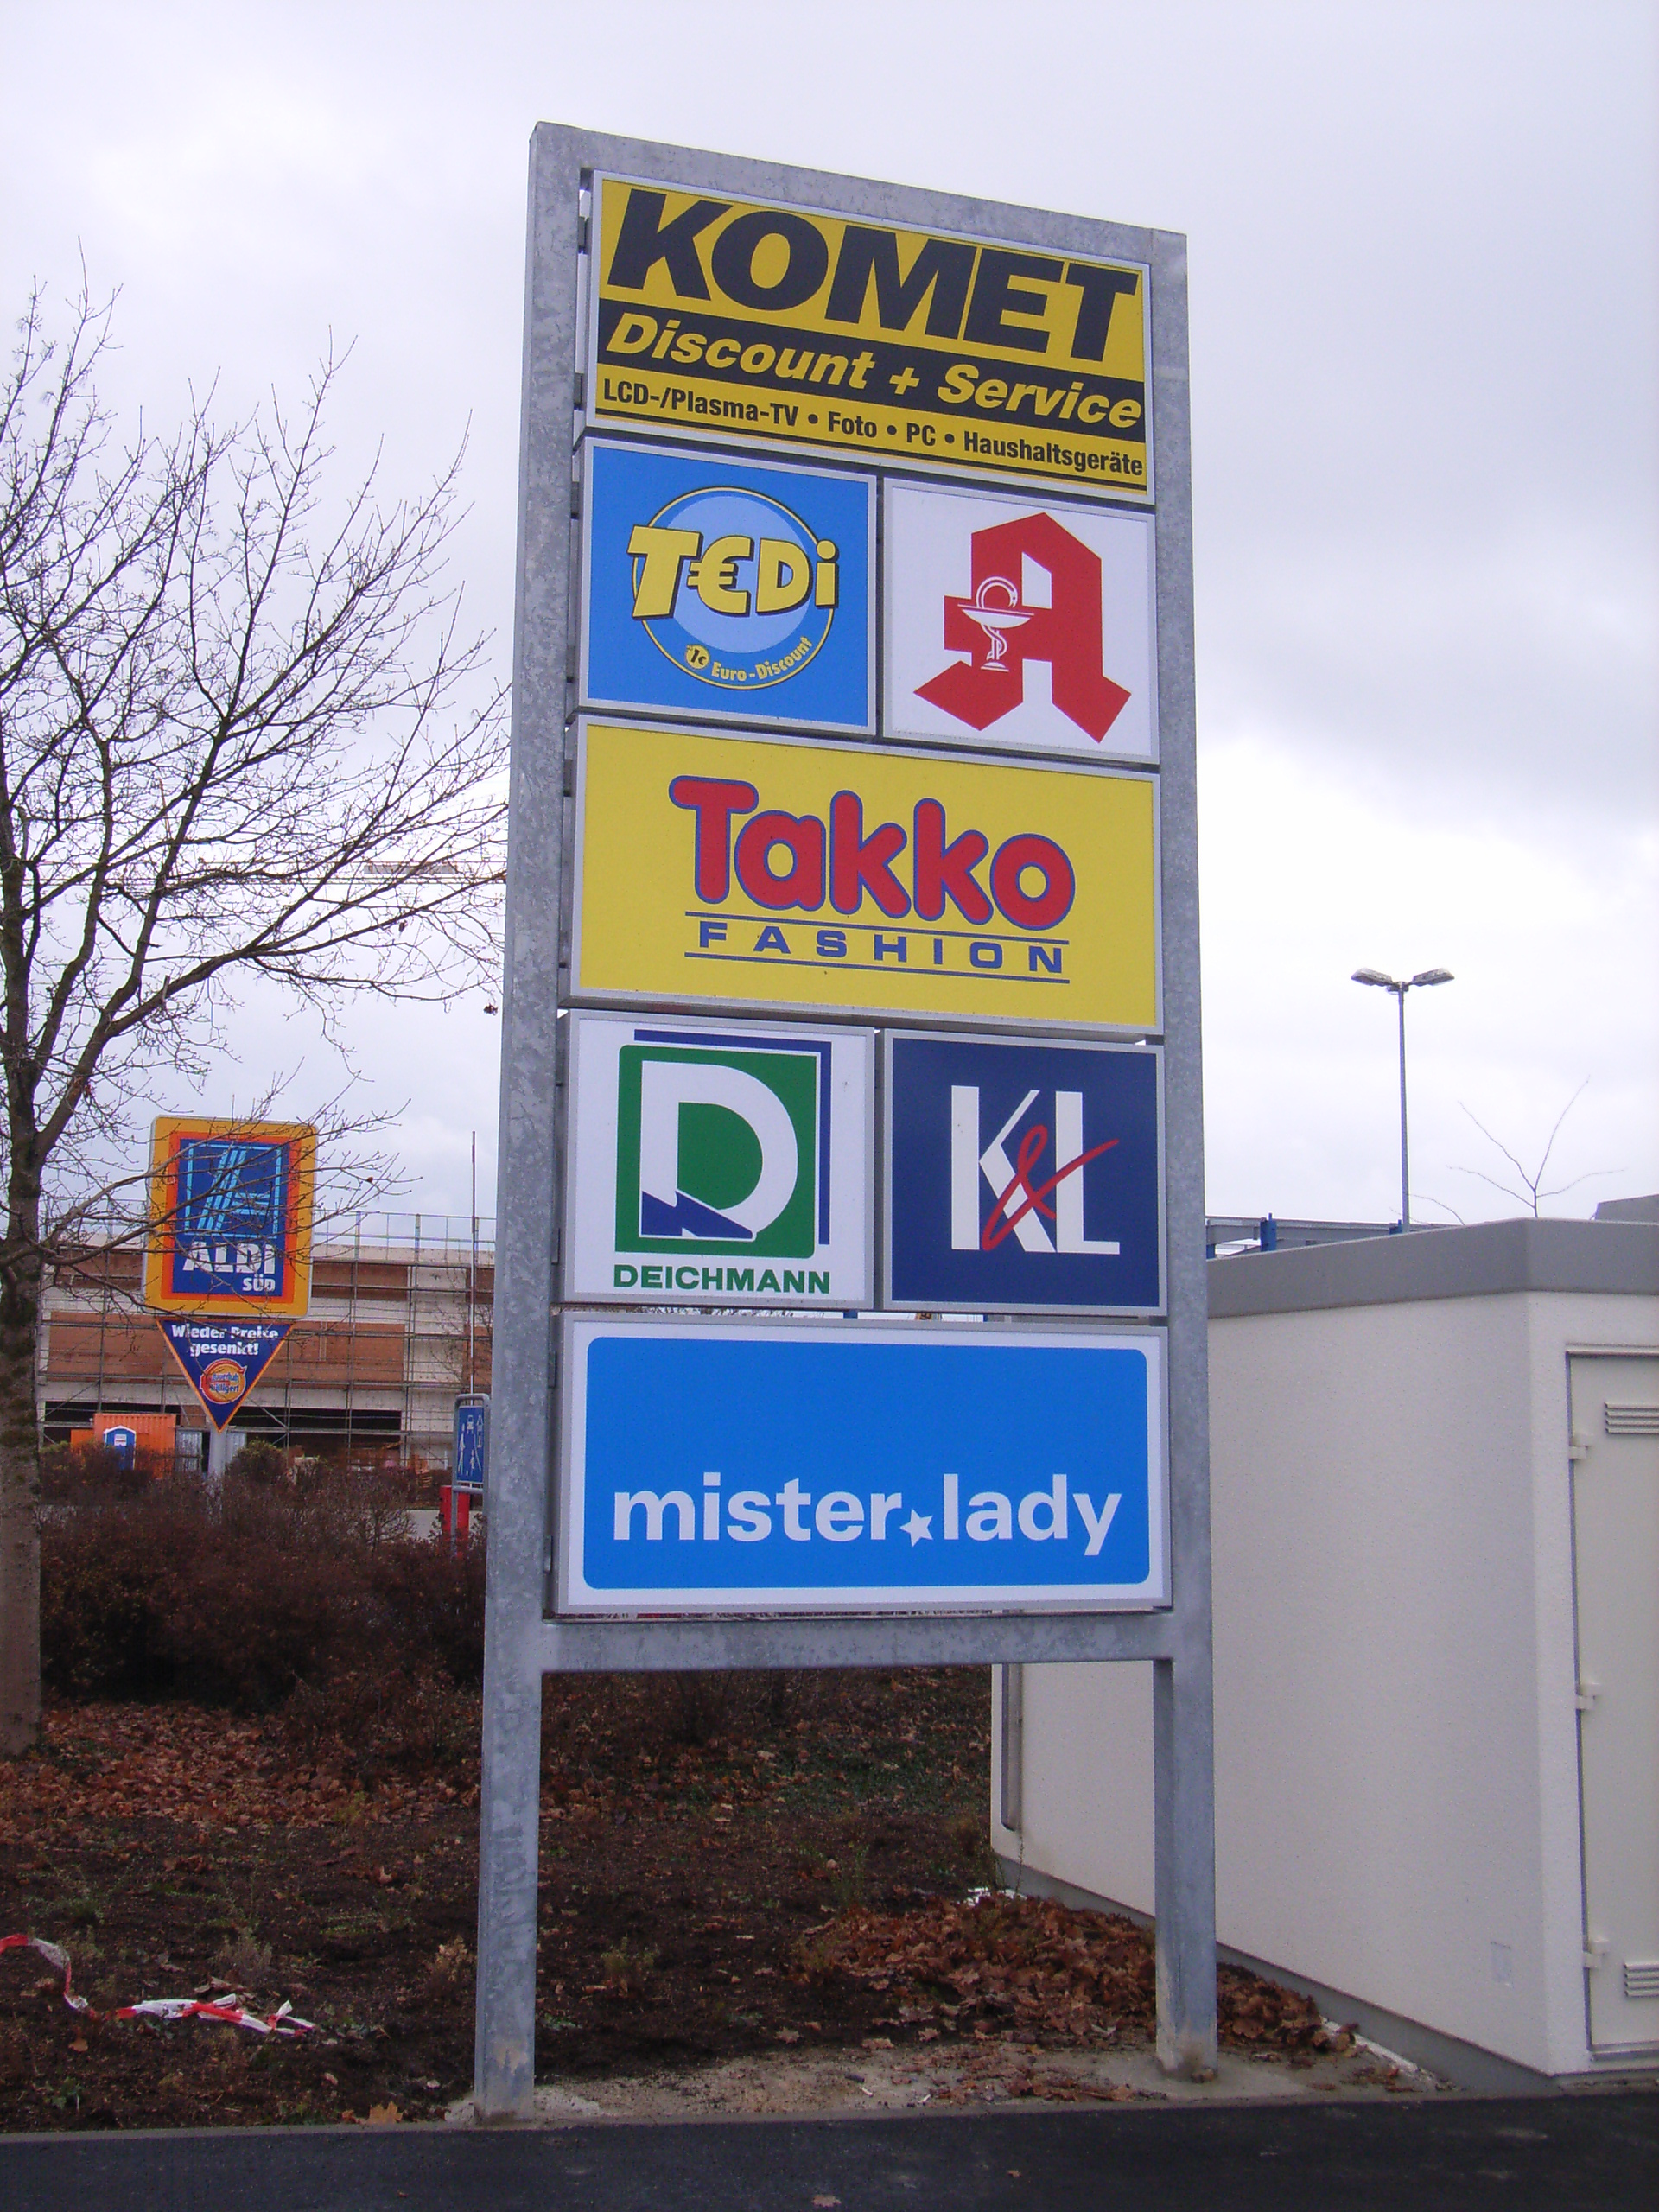 KOMET
Discount + Service
LCD-/Plasma-TV • Foto • PC • Haushaltsgeräte
T€Di
1€ Euro-Discount
A
Takko
FASHION
DEICHMANN
K&L
mister★lady
ALDI
SÜD
Wieder Preise
gesenkt!